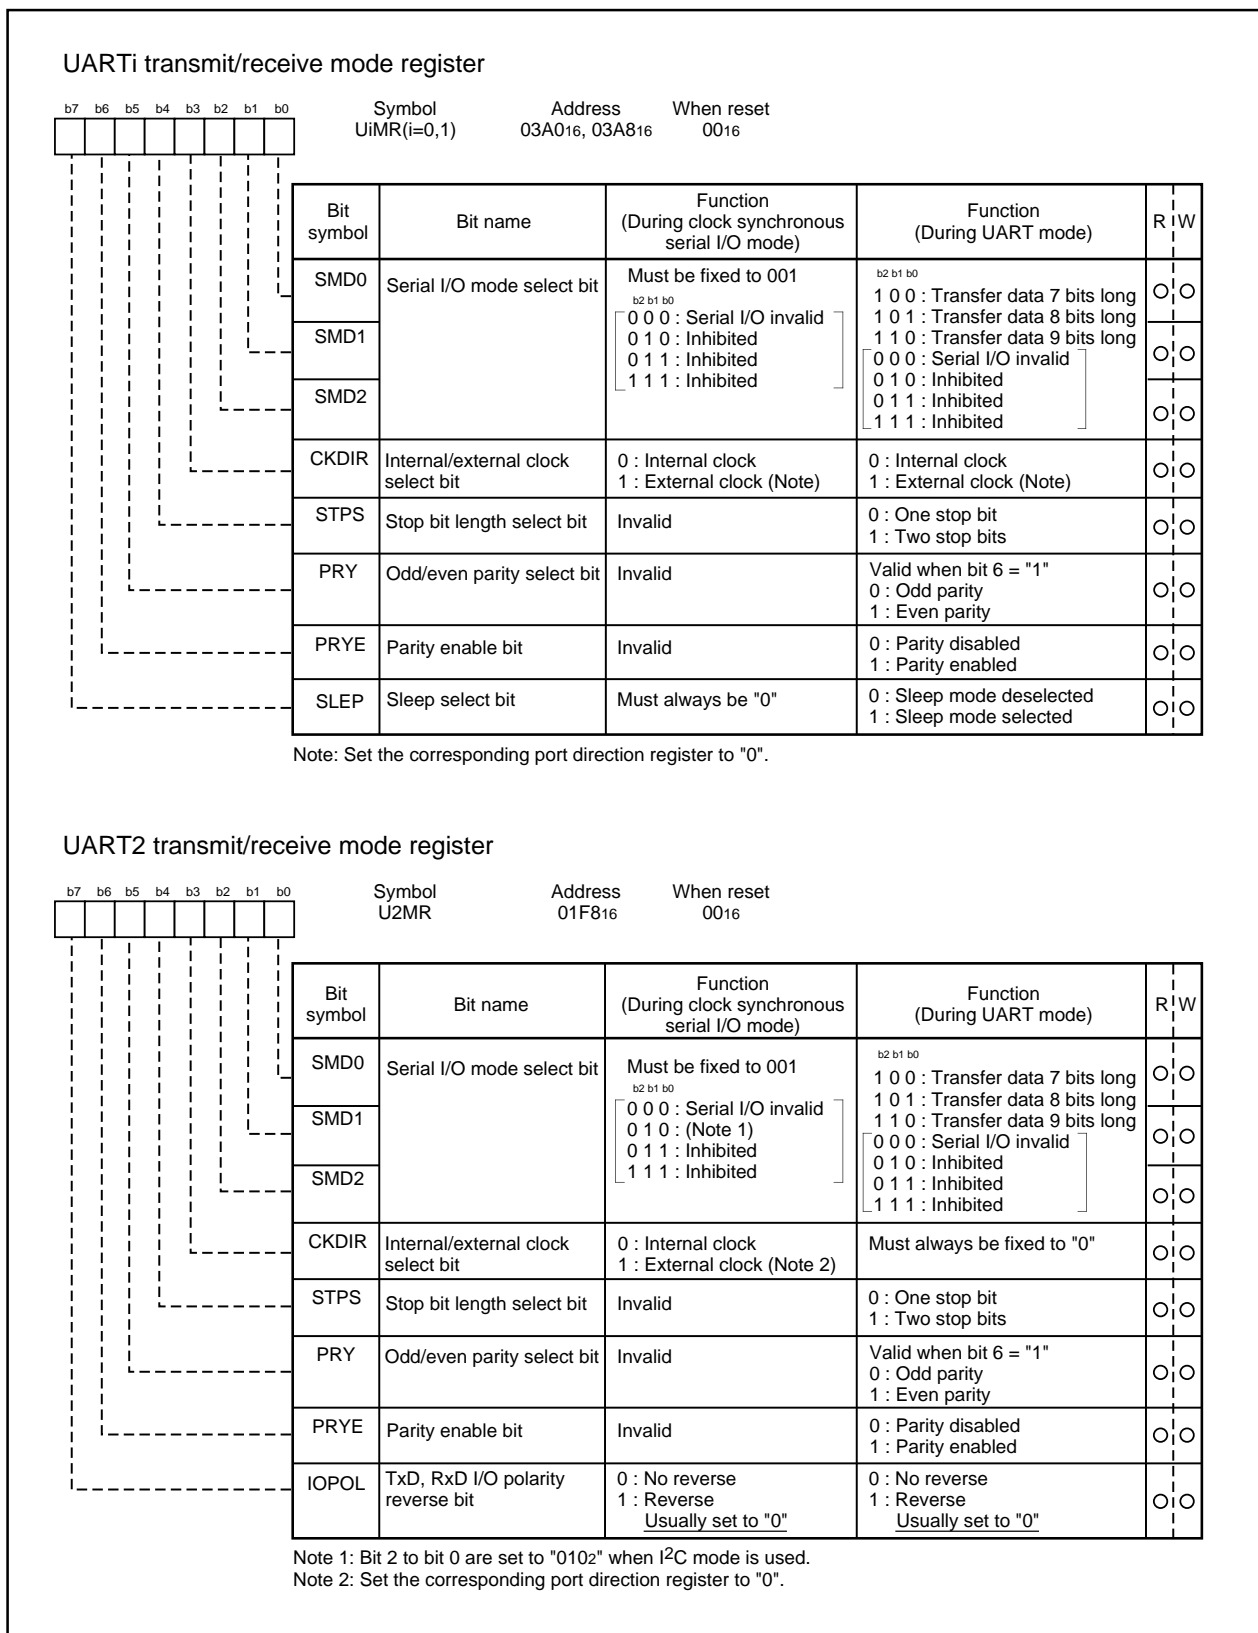 UARTi transmit/receive mode register
b7 b6 b5 b4 b3 b2 b1 b0
Symbol Address When reset
UiMR(i=0,1) 03A016, 03A816 0016
Bit symbol Bit name Function (During clock synchronous serial I/O mode) Function (During UART mode) R W
SMD0 Serial I/O mode select bit
SMD1
SMD2
Must be fixed to 001
b2 b1 b0
0 0 0 : Serial I/O invalid
0 1 0 : Inhibited
0 1 1 : Inhibited
1 1 1 : Inhibited
b2 b1 b0
1 0 0 : Transfer data 7 bits long
1 0 1 : Transfer data 8 bits long
1 1 0 : Transfer data 9 bits long
0 0 0 : Serial I/O invalid
0 1 0 : Inhibited
0 1 1 : Inhibited
1 1 1 : Inhibited
CKDIR Internal/external clock select bit
0 : Internal clock
1 : External clock (Note)
0 : Internal clock
1 : External clock (Note)
STPS Stop bit length select bit Invalid
0 : One stop bit
1 : Two stop bits
PRY Odd/even parity select bit Invalid
Valid when bit 6 = "1"
0 : Odd parity
1 : Even parity
PRYE Parity enable bit Invalid
0 : Parity disabled
1 : Parity enabled
SLEP Sleep select bit Must always be "0"
0 : Sleep mode deselected
1 : Sleep mode selected
Note: Set the corresponding port direction register to "0".
UART2 transmit/receive mode register
b7 b6 b5 b4 b3 b2 b1 b0
Symbol Address When reset
U2MR 01F816 0016
Bit symbol Bit name Function (During clock synchronous serial I/O mode) Function (During UART mode) R W
SMD0 Serial I/O mode select bit
SMD1
SMD2
Must be fixed to 001
b2 b1 b0
0 0 0 : Serial I/O invalid
0 1 0 : (Note 1)
0 1 1 : Inhibited
1 1 1 : Inhibited
b2 b1 b0
1 0 0 : Transfer data 7 bits long
1 0 1 : Transfer data 8 bits long
1 1 0 : Transfer data 9 bits long
0 0 0 : Serial I/O invalid
0 1 0 : Inhibited
0 1 1 : Inhibited
1 1 1 : Inhibited
CKDIR Internal/external clock select bit
0 : Internal clock
1 : External clock (Note 2)
Must always be fixed to "0"
STPS Stop bit length select bit Invalid
0 : One stop bit
1 : Two stop bits
PRY Odd/even parity select bit Invalid
Valid when bit 6 = "1"
0 : Odd parity
1 : Even parity
PRYE Parity enable bit Invalid
0 : Parity disabled
1 : Parity enabled
IOPOL TxD, RxD I/O polarity reverse bit
0 : No reverse
1 : Reverse
Usually set to "0"
0 : No reverse
1 : Reverse
Usually set to "0"
Note 1: Bit 2 to bit 0 are set to "0102" when I2C mode is used.
Note 2: Set the corresponding port direction register to "0".